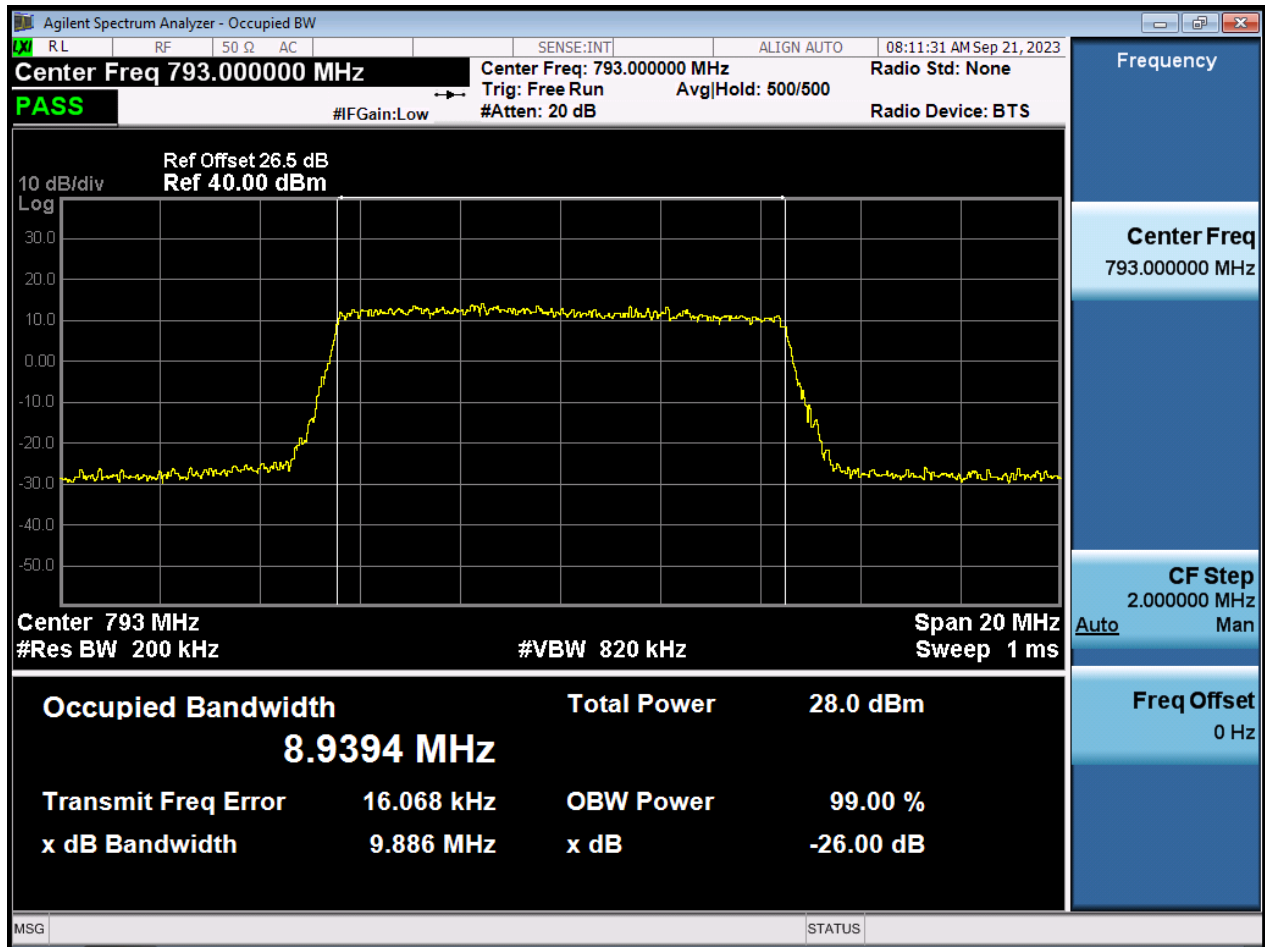 Agilent Spectrum Analyzer - Occupied BW
LXI RL RF 50 Ω AC SENSE:INT ALIGN AUTO 08:11:31 AM Sep 21, 2023
Center Freq 793.000000 MHz
PASS
#IFGain:Low
Center Freq: 793.000000 MHz
Trig: Free Run Avg|Hold: 500/500
#Atten: 20 dB
Radio Std: None
Radio Device: BTS
Ref Offset 26.5 dB
10 dB/div Ref 40.00 dBm
Log
30.0
20.0
10.0
0.00
-10.0
-20.0
-30.0
-40.0
-50.0
Center 793 MHz Span 20 MHz
#Res BW 200 kHz #VBW 820 kHz Sweep 1 ms
Occupied Bandwidth Total Power 28.0 dBm
8.9394 MHz
Transmit Freq Error 16.068 kHz OBW Power 99.00 %
x dB Bandwidth 9.886 MHz x dB -26.00 dB
MSG STATUS
Frequency
Center Freq
793.000000 MHz
CF Step
2.000000 MHz
Auto Man
Freq Offset
0 Hz